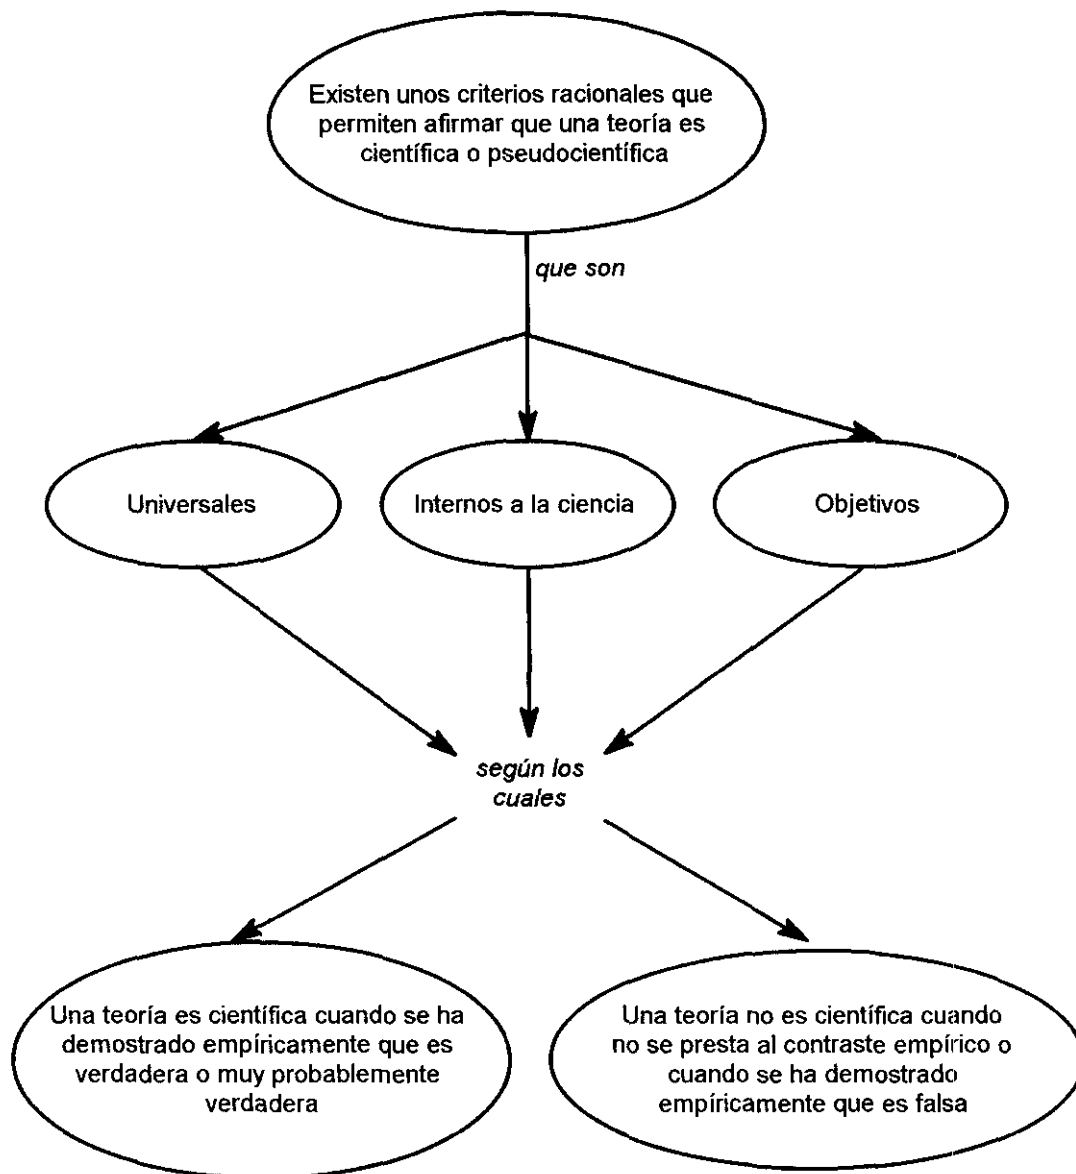 Existen unos criterios racionales que
permiten afirmar que una teoría es
científica o pseudocientífica
que son
Universales
Internos a la ciencia
Objetivos
según los
cuales
Una teoría es científica cuando se ha
demostrado empíricamente que es
verdadera o muy probablemente
verdadera
Una teoría no es científica cuando
no se presta al contraste empírico o
cuando se ha demostrado
empíricamente que es falsa